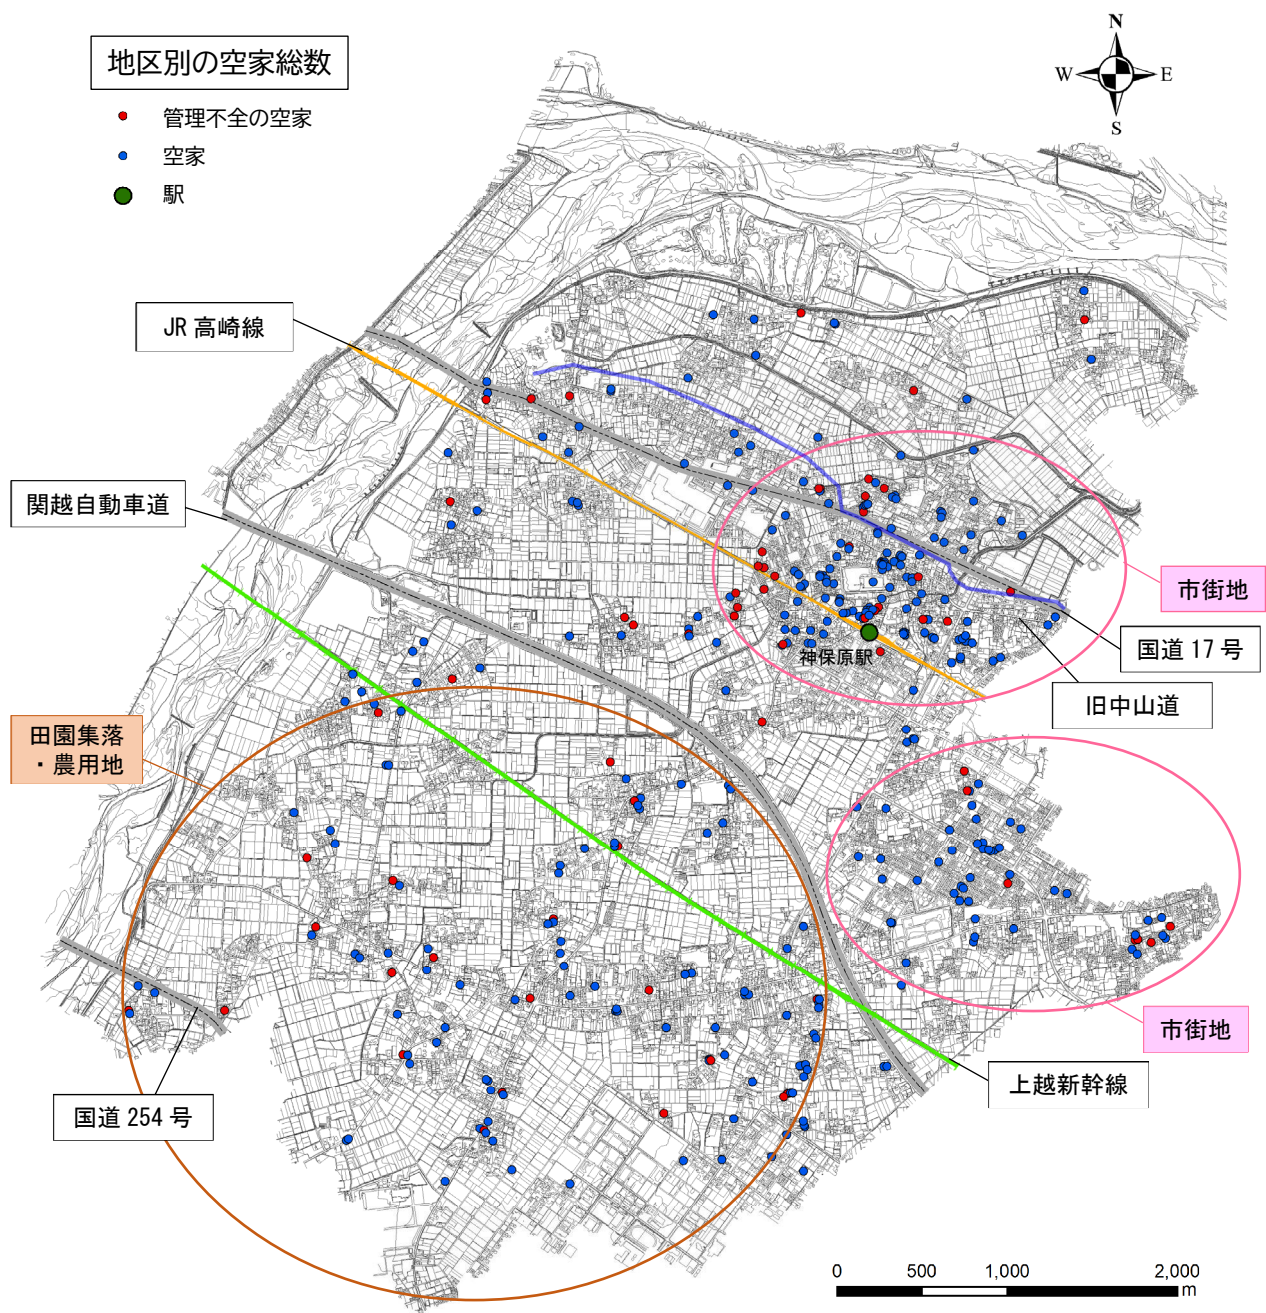 地区別の空家総数
管理不全の空家
空家
駅
N
W
E
S
JR 高崎線
関越自動車道
市街地
国道 17 号
神保原駅
旧中山道
田園集落
・農用地
市街地
上越新幹線
国道 254 号
0 500 1,000 2,000
m